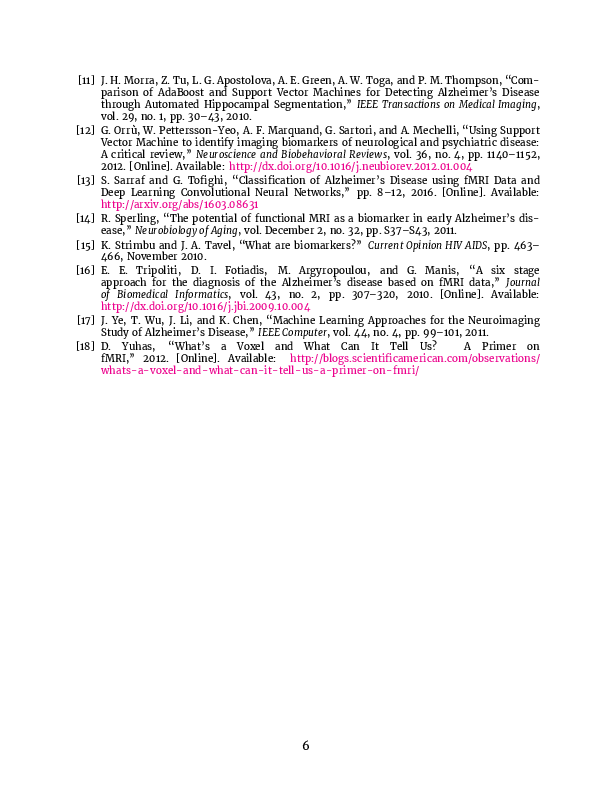 [11] J. H. Morra, Z. Tu, L. G. Apostolova, A. E. Green, A. W. Toga, and P. M. Thompson, “Com-
parison of AdaBoost and Support Vector Machines for Detecting Alzheimer’s Disease
through Automated Hippocampal Segmentation,” IEEE Transactions on Medical Imaging,
vol. 29, no. 1, pp. 30–43, 2010.
[12] G. Orrù, W. Pettersson-Yeo, A. F. Marquand, G. Sartori, and A. Mechelli, “Using Support
Vector Machine to identify imaging biomarkers of neurological and psychiatric disease:
A critical review,” Neuroscience and Biobehavioral Reviews, vol. 36, no. 4, pp. 1140–1152,
2012. [Online]. Available: http://dx.doi.org/10.1016/j.neubiorev.2012.01.004
[13] S. Sarraf and G. Tofighi, “Classification of Alzheimer’s Disease using fMRI Data and
Deep Learning Convolutional Neural Networks,” pp. 8–12, 2016. [Online]. Available:
http://arxiv.org/abs/1603.08631
[14] R. Sperling, “The potential of functional MRI as a biomarker in early Alzheimer’s dis-
ease,” Neurobiology of Aging, vol. December 2, no. 32, pp. S37–S43, 2011.
[15] K. Strimbu and J. A. Tavel, “What are biomarkers?” Current Opinion HIV AIDS, pp. 463–
466, November 2010.
[16] E. E. Tripoliti, D. I. Fotiadis, M. Argyropoulou, and G. Manis, “A six stage
approach for the diagnosis of the Alzheimer’s disease based on fMRI data,” Journal
of Biomedical Informatics, vol. 43, no. 2, pp. 307–320, 2010. [Online]. Available:
http://dx.doi.org/10.1016/j.jbi.2009.10.004
[17] J. Ye, T. Wu, J. Li, and K. Chen, “Machine Learning Approaches for the Neuroimaging
Study of Alzheimer’s Disease,” IEEE Computer, vol. 44, no. 4, pp. 99–101, 2011.
[18] D. Yuhas, “What’s a Voxel and What Can It Tell Us? A Primer on
fMRI,” 2012. [Online]. Available: http://blogs.scientificamerican.com/observations/
whats-a-voxel-and-what-can-it-tell-us-a-primer-on-fmri/
6